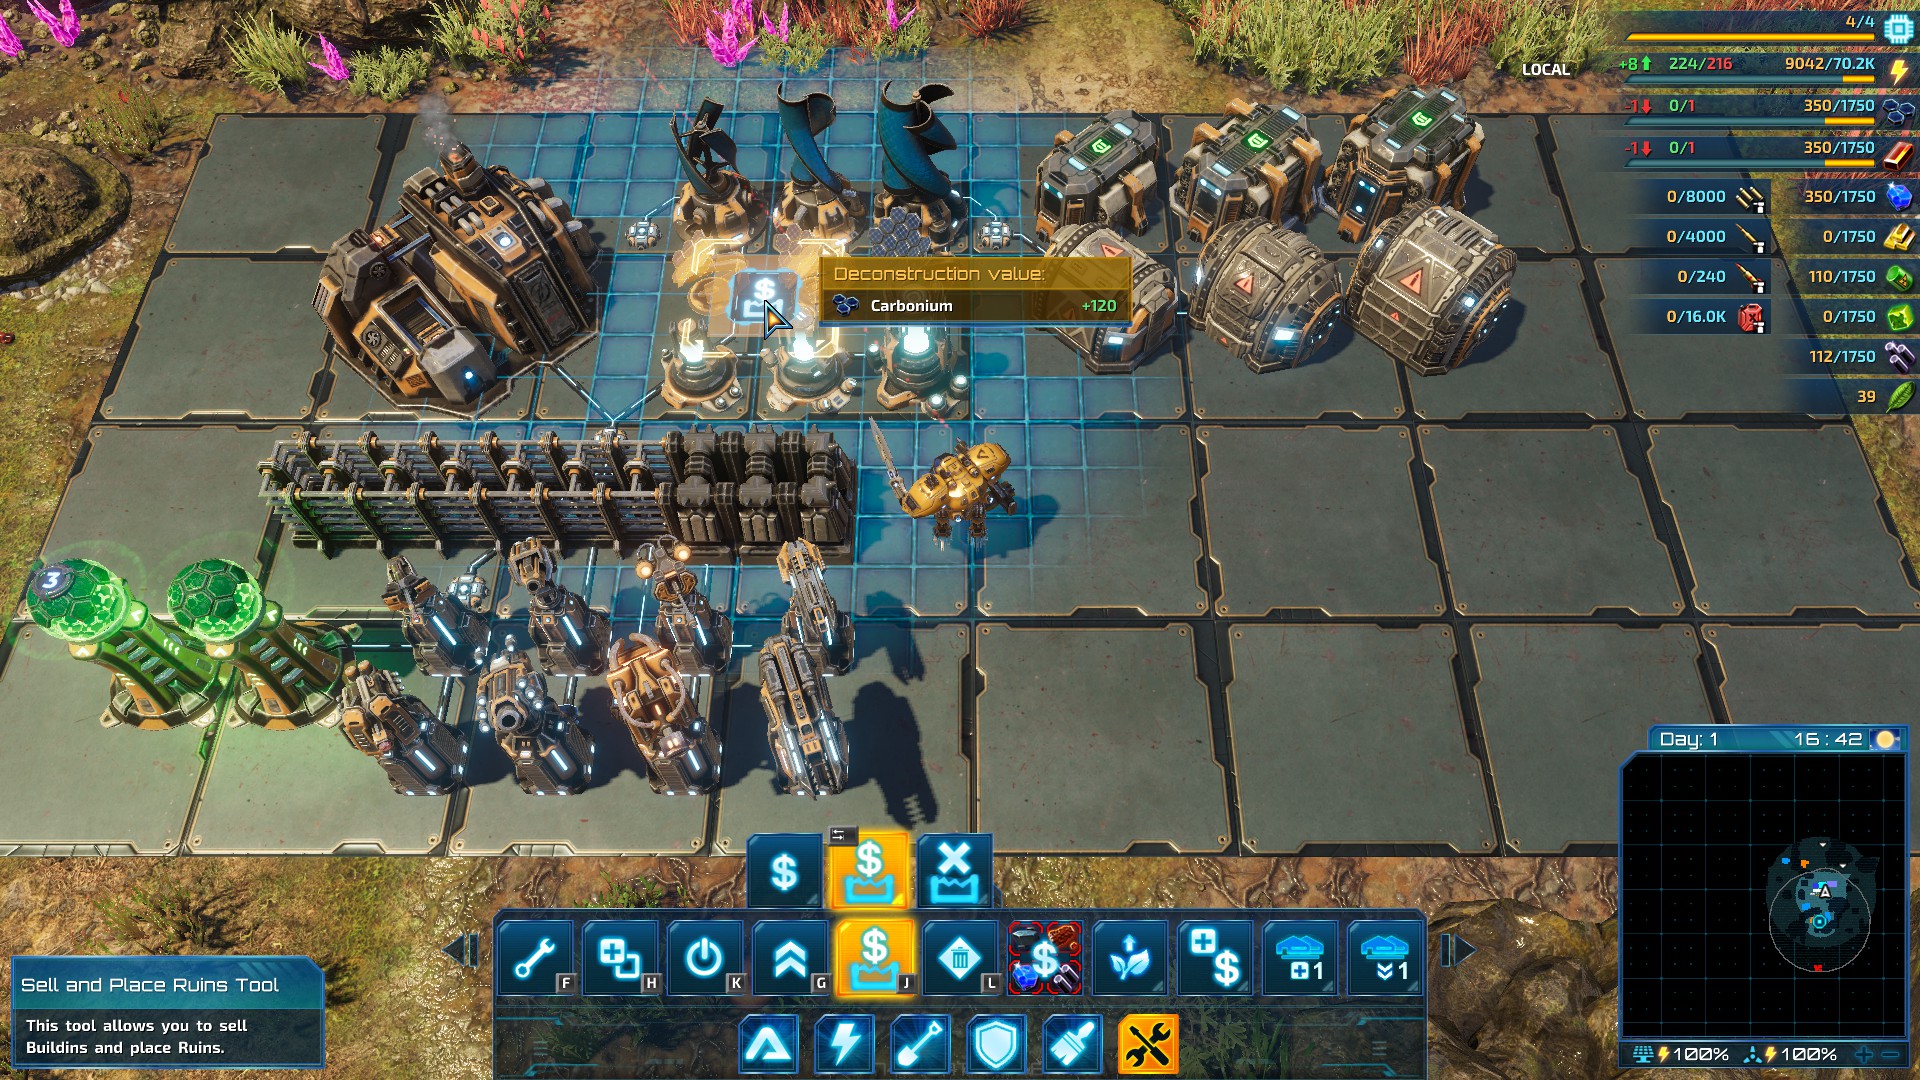 4/4
LOCAL
+8 224/216 9042/70.2K
-1 0/1 350/1750
-1 0/1 350/1750
0/8000 350/1750
0/4000 0/1750
0/240 110/1750
0/16.0K 0/1750
112/1750
39
Deconstruction value:
Carbonium +120
3
Day: 1 16:42
$ $
F H K G $ J L $ $ 1 1
Sell and Place Ruins Tool
This tool allows you to sell
Buildins and place Ruins.
100% 100%